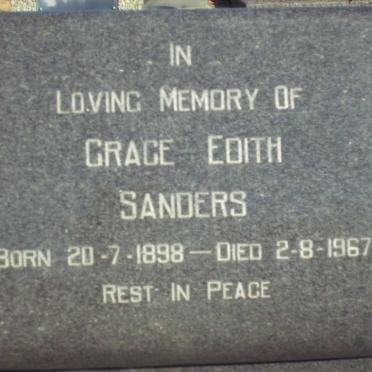 IN
LOVING MEMORY OF
GRACE EDITH
SANDERS
BORN 20-7-1898 — DIED 2-8-1967
REST IN PEACE